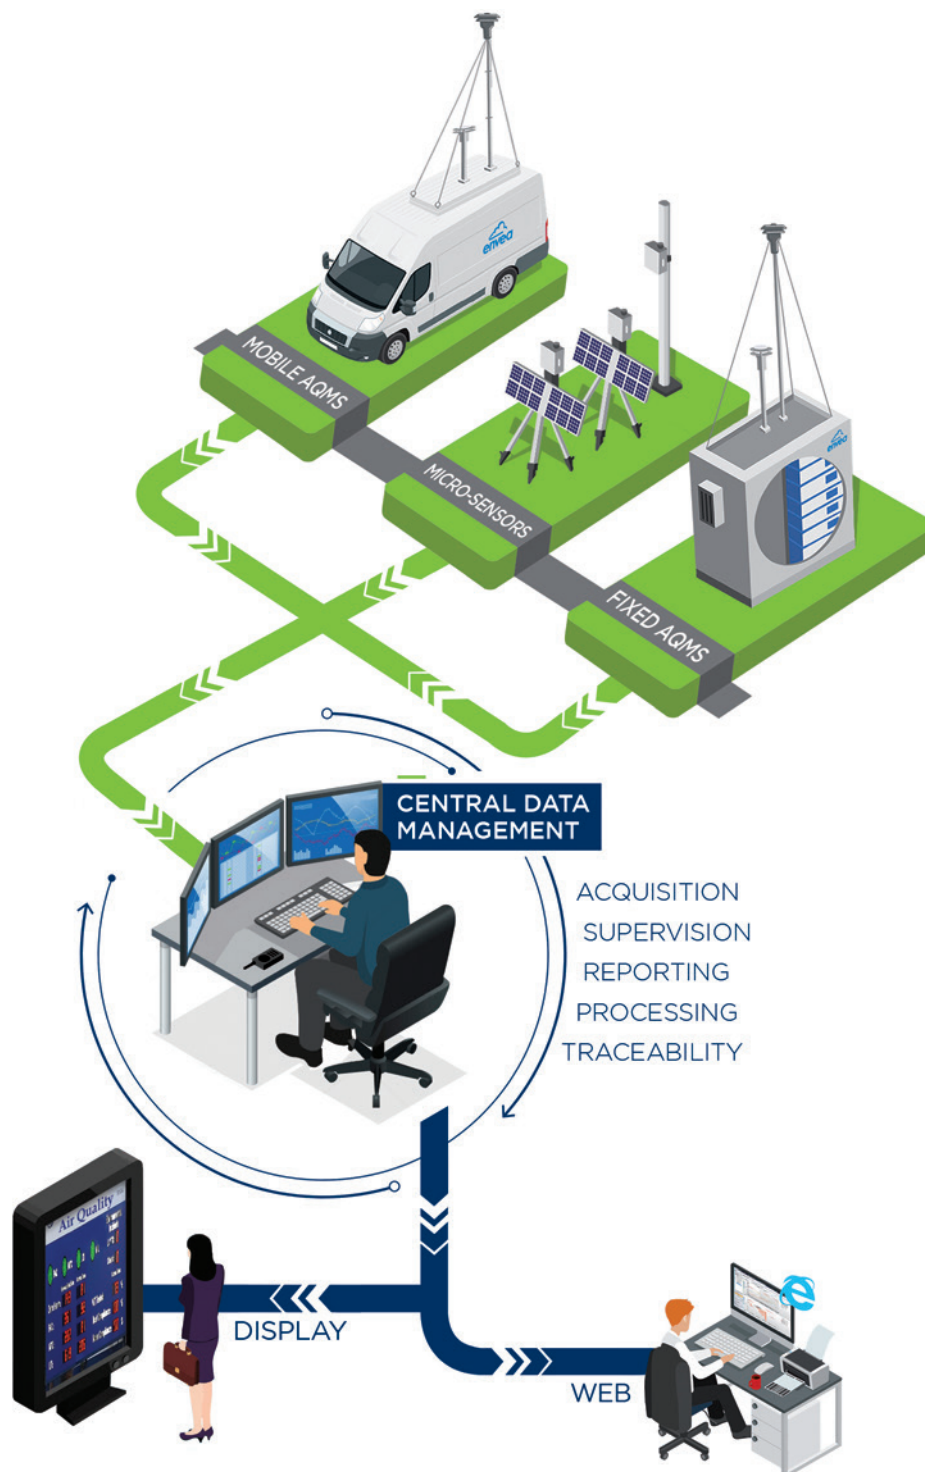 envea
MOBILE AQMS
MICRO-SENSORS
envea
FIXED AQMS
CENTRAL DATA
MANAGEMENT
ACQUISITION
SUPERVISION
REPORTING
PROCESSING
TRACEABILITY
Air Quality
DISPLAY
WEB